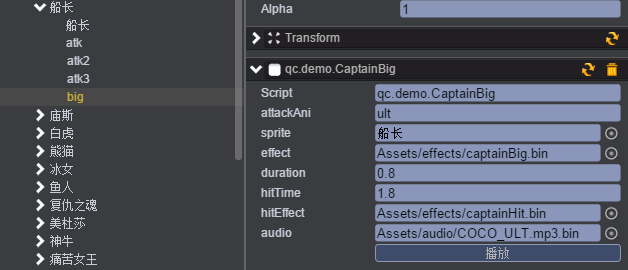 船长
船长
atk
atk2
atk3
big
庙斯
白虎
熊猫
冰女
鱼人
复仇之魂
美杜莎
神牛
痛苦女王
Alpha 1
Transform
qc.demo.CaptainBig
Script qc.demo.CaptainBig
attackAni ult
sprite 船长
effect Assets/effects/captainBig.bin
duration 0.8
hitTime 1.8
hitEffect Assets/effects/captainHit.bin
audio Assets/audio/COCO_ULT.mp3.bin
播放